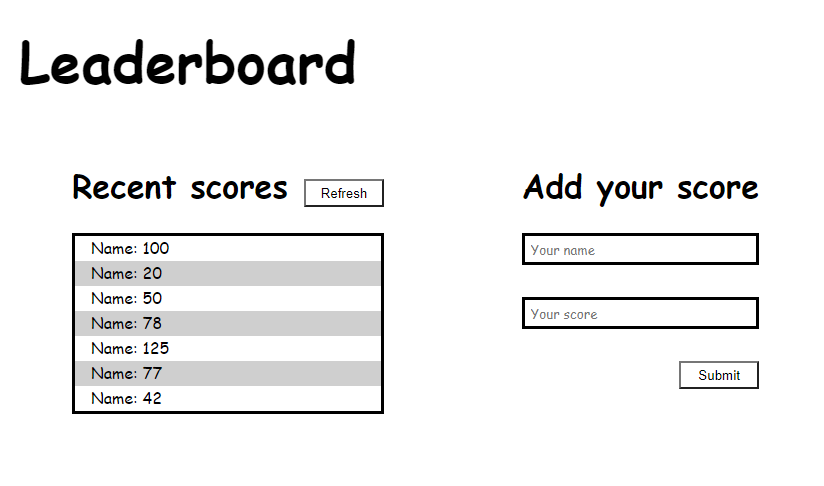 Leaderboard
Recent scores
Refresh
Name: 100
Name: 20
Name: 50
Name: 78
Name: 125
Name: 77
Name: 42
Add your score
Your name
Your score
Submit